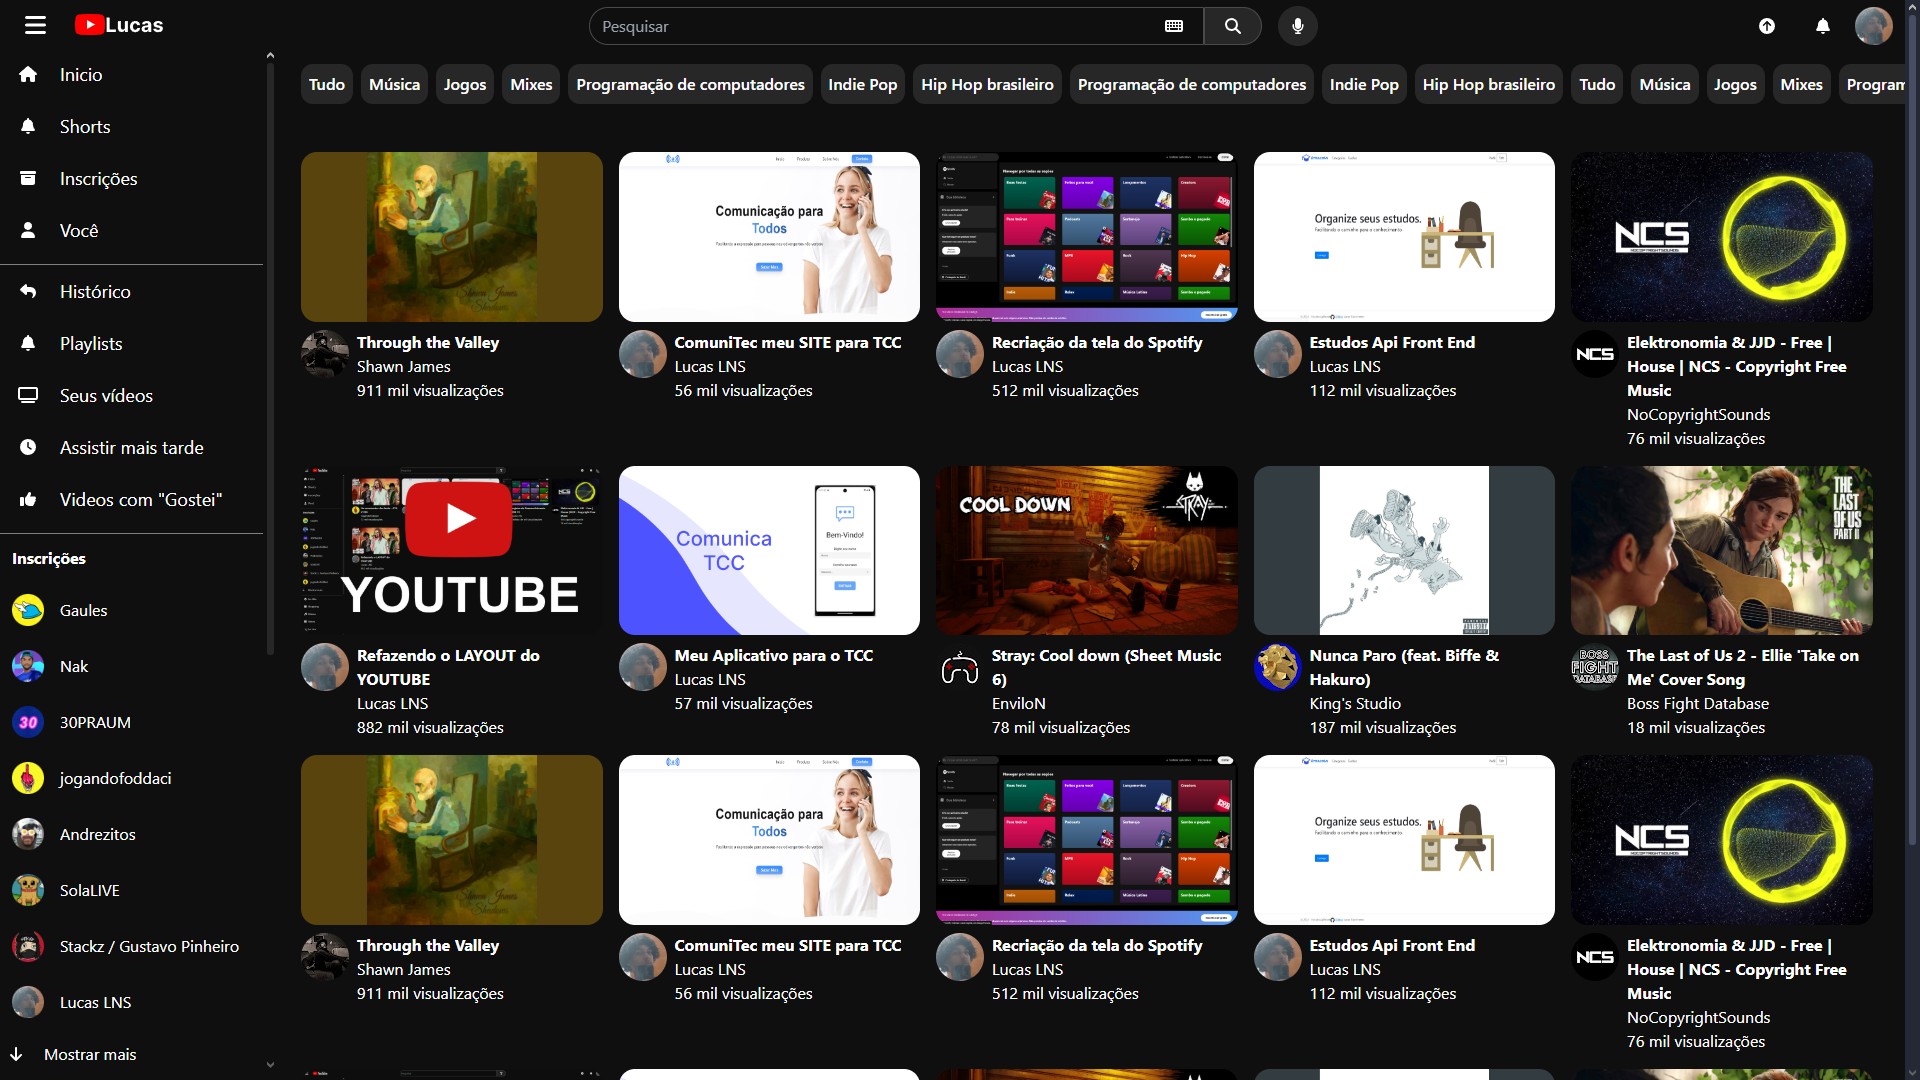 Lucas
Pesquisar
Inicio
Shorts
Inscrições
Você
Histórico
Playlists
Seus vídeos
Assistir mais tarde
Videos com "Gostei"
Inscrições
Gaules
Nak
30
30PRAUM
jogandofoddaci
Andrezitos
SolaLIVE
Stackz / Gustavo Pinheiro
Lucas LNS
Mostrar mais
Tudo
Música
Jogos
Mixes
Programação de computadores
Indie Pop
Hip Hop brasileiro
Programação de computadores
Indie Pop
Hip Hop brasileiro
Tudo
Música
Jogos
Mixes
Program
Comunicação para
Todos
Organize seus estudos.
NCS
Through the Valley
Shawn James
911 mil visualizações
ComuniTec meu SITE para TCC
Lucas LNS
56 mil visualizações
Recriação da tela do Spotify
Lucas LNS
512 mil visualizações
Estudos Api Front End
Lucas LNS
112 mil visualizações
NCS
Elektronomia & JJD - Free |
House | NCS - Copyright Free
Music
NoCopyrightSounds
76 mil visualizações
YOUTUBE
Comunica
TCC
Bem-Vindo!
COOL DOWN
STRAY
THE
LAST
OF US
PART II
Refazendo o LAYOUT do
YOUTUBE
Lucas LNS
882 mil visualizações
Meu Aplicativo para o TCC
Lucas LNS
57 mil visualizações
Stray: Cool down (Sheet Music
6)
EnviloN
78 mil visualizações
Nunca Paro (feat. Biffe &
Hakuro)
King's Studio
187 mil visualizações
BOSS
FIGHT
DATABASE
The Last of Us 2 - Ellie 'Take on
Me' Cover Song
Boss Fight Database
18 mil visualizações
Comunicação para
Todos
Organize seus estudos.
NCS
Through the Valley
Shawn James
911 mil visualizações
ComuniTec meu SITE para TCC
Lucas LNS
56 mil visualizações
Recriação da tela do Spotify
Lucas LNS
512 mil visualizações
Estudos Api Front End
Lucas LNS
112 mil visualizações
NCS
Elektronomia & JJD - Free |
House | NCS - Copyright Free
Music
NoCopyrightSounds
76 mil visualizações